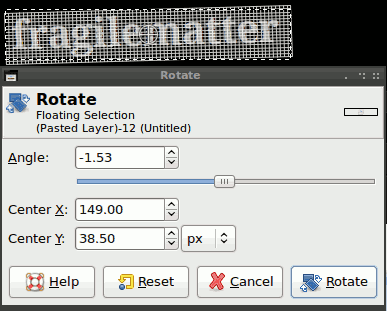 fragilematter
Rotate
Rotate
Floating Selection
(Pasted Layer)-12 (Untitled)
Angle: -1.53
Center X: 149.00
Center Y: 38.50 px
Help Reset Cancel Rotate